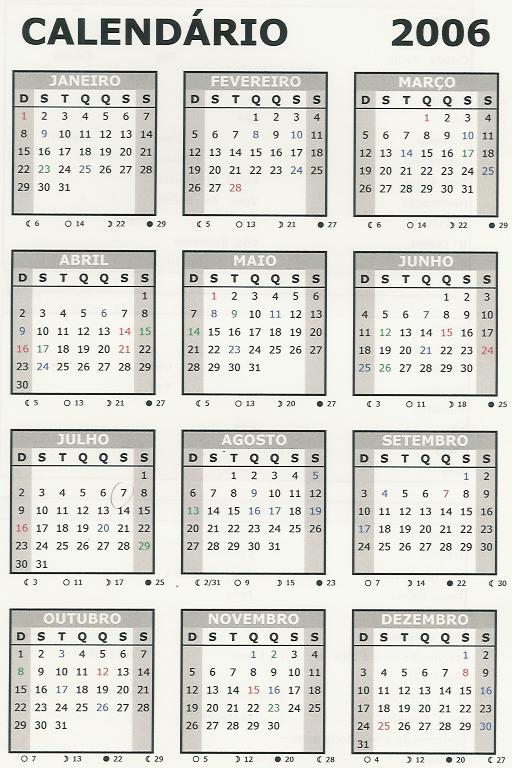 CALENDÁRIO 2006
JANEIRO
D S T Q Q S S
1 2 3 4 5 6 7
8 9 10 11 12 13 14
15 16 17 18 19 20 21
22 23 24 25 26 27 28
29 30 31
☾ 6 ○ 14 ☽ 22 ● 29
FEVEREIRO
D S T Q Q S S
1 2 3 4
5 6 7 8 9 10 11
12 13 14 15 16 17 18
19 20 21 22 23 24 25
26 27 28
☾ 5 ○ 13 ☽ 21 ● 27
MARÇO
D S T Q Q S S
1 2 3 4
5 6 7 8 9 10 11
12 13 14 15 16 17 18
19 20 21 22 23 24 25
26 27 28 29 30 31
☾ 6 ○ 14 ☽ 22 ● 29
ABRIL
D S T Q Q S S
1
2 3 4 5 6 7 8
9 10 11 12 13 14 15
16 17 18 19 20 21 22
23 24 25 26 27 28 29
30
☾ 5 ○ 13 ☽ 21 ● 27
MAIO
D S T Q Q S S
1 2 3 4 5 6
7 8 9 10 11 12 13
14 15 16 17 18 19 20
21 22 23 24 25 26 27
28 29 30 31
☾ 5 ○ 13 ☽ 20 ● 27
JUNHO
D S T Q Q S S
1 2 3
4 5 6 7 8 9 10
11 12 13 14 15 16 17
18 19 20 21 22 23 24
25 26 27 28 29 30
☾ 3 ○ 11 ☽ 18 ● 25
JULHO
D S T Q Q S S
1
2 3 4 5 6 7 8
9 10 11 12 13 14 15
16 17 18 19 20 21 22
23 24 25 26 27 28 29
30 31
☾ 3 ○ 11 ☽ 17 ● 25
AGOSTO
D S T Q Q S S
1 2 3 4 5
6 7 8 9 10 11 12
13 14 15 16 17 18 19
20 21 22 23 24 25 26
27 28 29 30 31
☾ 2/31 ○ 9 ☽ 15 ● 23
SETEMBRO
D S T Q Q S S
1 2
3 4 5 6 7 8 9
10 11 12 13 14 15 16
17 18 19 20 21 22 23
24 25 26 27 28 29 30
○ 7 ☽ 14 ● 22 ☾ 30
OUTUBRO
D S T Q Q S S
1 2 3 4 5 6 7
8 9 10 11 12 13 14
15 16 17 18 19 20 21
22 23 24 25 26 27 28
29 30 31
○ 7 ☽ 13 ● 22 ☾ 29
NOVEMBRO
D S T Q Q S S
1 2 3 4
5 6 7 8 9 10 11
12 13 14 15 16 17 18
19 20 21 22 23 24 25
26 27 28 29 30
○ 5 ☽ 12 ● 20 ☾ 28
DEZEMBRO
D S T Q Q S S
1 2
3 4 5 6 7 8 9
10 11 12 13 14 15 16
17 18 19 20 21 22 23
24 25 26 27 28 29 30
31
○ 4 ☽ 12 ● 20 ☾ 27